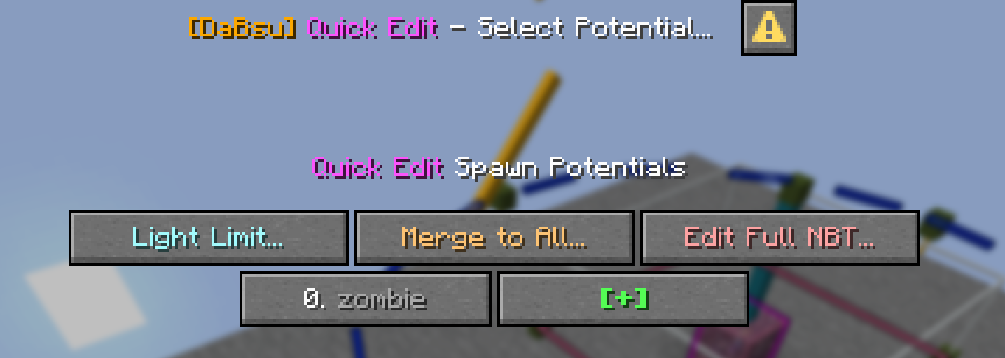 [DaBsu] Quick Edit - Select Potential...
Quick Edit Spawn Potentials
Light Limit... Merge to All... Edit Full NBT...
0. zombie [+]